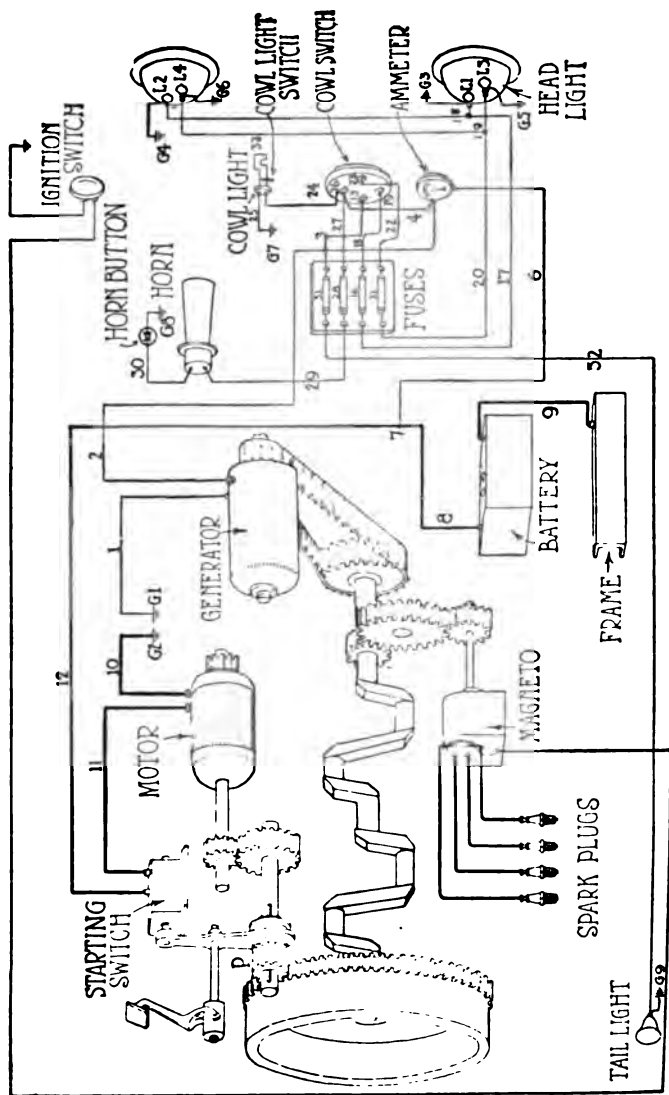 IGNITION SWITCH
HORN BUTTON
HORN
30
29
L2
L4
G4
G6
COWL LIGHT SWITCH
COWL SWITCH
AMMETER
COWL LIGHT
G7
24
27
4
22
FUSES
G3
L1
L3
G5
HEAD LIGHT
18
19
20
17
6
32
7
2
1
G1
G2
10
11
12
GENERATOR
MOTOR
STARTING SWITCH
P
J
8
9
BATTERY
FRAME
MAGNETO
SPARK PLUGS
TAIL LIGHT
G9